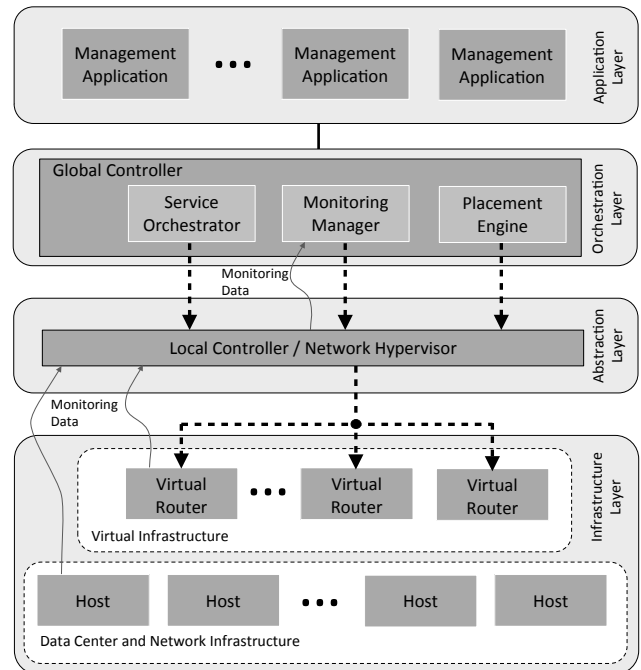 Management
Application
• • •
Management
Application
Management
Application
Application
Layer
Global Controller
Service
Orchestrator
Monitoring
Manager
Placement
Engine
Orchestration
Layer
Monitoring
Data
Local Controller / Network Hypervisor
Abstraction
Layer
Monitoring
Data
Virtual
Router
• • •
Virtual
Router
Virtual
Router
Virtual Infrastructure
Infrastructure
Layer
Host
Host
• • •
Host
Host
Data Center and Network Infrastructure